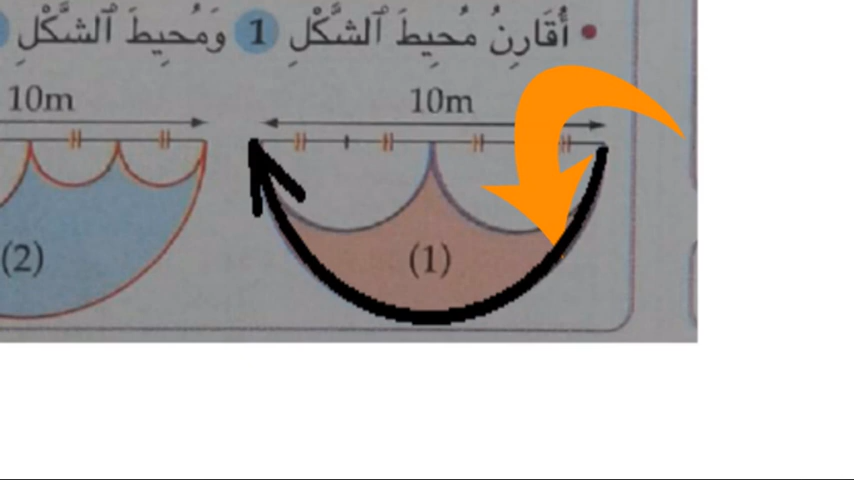 • أُقَارِنُ مُحِيطَ ٱلشَّكْلِ 1 وَمُحِيطَ ٱلشَّكْلِ
10m 10m
(1) (2)